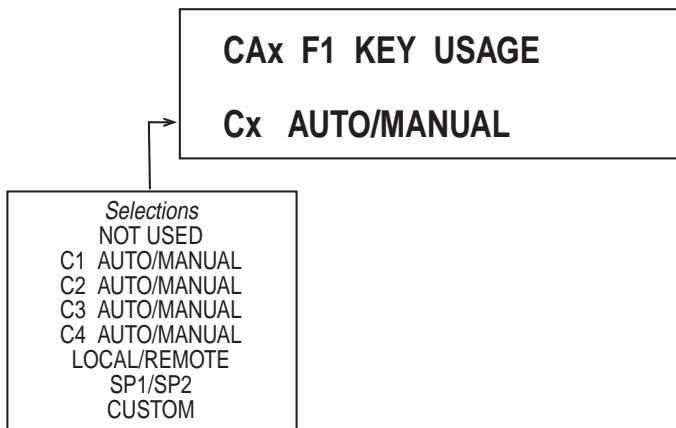 CAx F1 KEY USAGE
Cx AUTO/MANUAL
Selections
NOT USED
C1 AUTO/MANUAL
C2 AUTO/MANUAL
C3 AUTO/MANUAL
C4 AUTO/MANUAL
LOCAL/REMOTE
SP1/SP2
CUSTOM